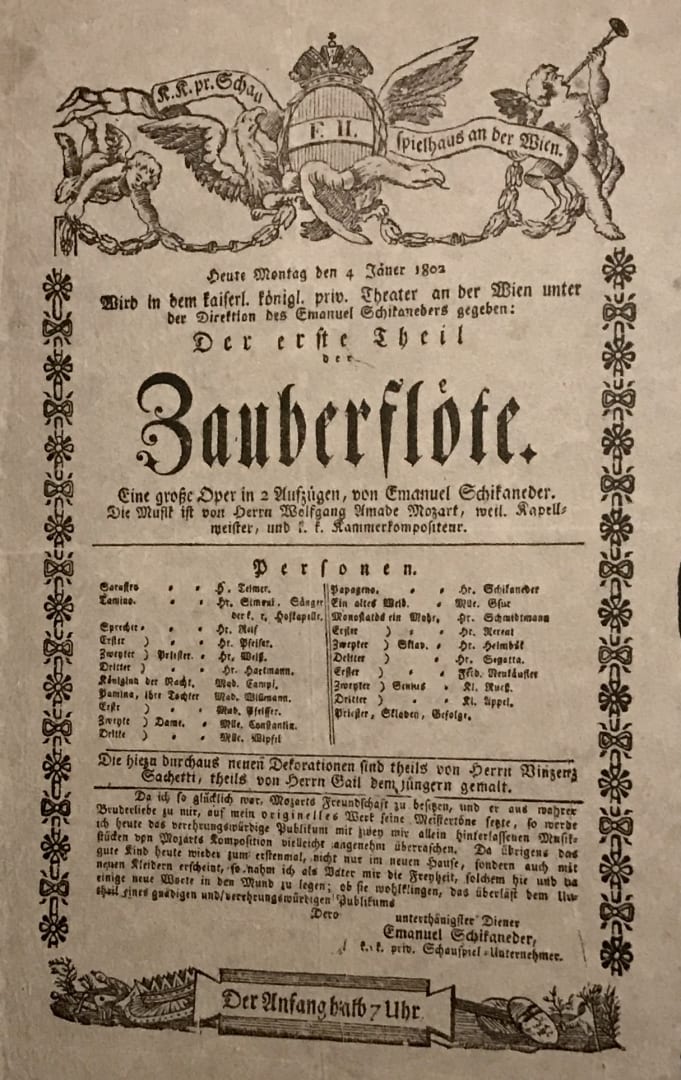 K.K.pr.Schau
F. II.
spielhaus an der Wien.
Heute Montag den 4 Jäner 1802
Wird in dem kaiserl. königl. priv. Theater an der Wien unter
der Direktion des Emanuel Schikaneders gegeben:
Der erste Theil
der
Zauberflöte.
Eine große Oper in 2 Aufzügen, von Emanuel Schikaneder.
Die Musik ist von Herrn Wolfgang Amade Mozart, weil. Kapell-
meister, und k. k. Kammerkompositeur.
Personen.
Sarastro H. Teimer.
Tamino. Hr. Simoni, Sänger
der k. k. Hofkapelle.
Sprecher Hr. Reif
Erster ) Hr. Pfeifer.
Zweyter ) Priester. Hr. Weiß.
Dritter ) Hr. Hartmann.
Königinn der Nacht. Mad. Campi.
Pamina, ihre Tochter Mad. Willmann.
Erste ) Mad. Pfeiffer.
Zweyte ) Dame. Mlle. Constantin.
Dritte ) Mlle. Wipfel
Papageno. Hr. Schikaneder
Ein altes Weib. Mlle.
Monostatos ein Mohr, Hr. Schmidtmann
Erster ) Hr.
Zweyter ) Sklav. Hr. Heimbäk
Dritter ) Hr. Segatta.
Erster ) Ferd. Neukäufler
Zweyter ) Genius Kl.
Dritter ) Kl. Appel.
Priester, Sklaven, Gefolge.
Die hiezu durchaus neuen Dekorationen sind theils von Herrn Vinzenz
Sachetti, theils von Herrn Gail dem jüngern gemalt.
Da ich so glücklich war, Mozarts Freundschaft zu besitzen, und er aus wahrer
Bruderliebe zu mir, auf mein originelles Werk seine Meistertöne setzte, so werde
ich heute das verehrungswürdige Publikum mit zwey mir allein hinterlassenen Musik-
stücken von Mozarts Komposition vielleicht angenehm überraschen. Da übrigens das
gute Kind heute wieder zum erstenmal, nicht nur im neuen Hause, sondern auch mit
neuen Kleidern erscheint, so nahm ich als Vater mir die Freyheit, solchem hie und da
einige neue Worte in den Mund zu legen; ob sie wohlklingen, das überläßt dem Ur-
theil eines gnädigen und verehrungswürdigen Publikums
Dero
unterthänigster Diener
Emanuel Schikaneder,
k. k. priv. Schauspiel-Unternehmer.
Der Anfang halb 7 Uhr.